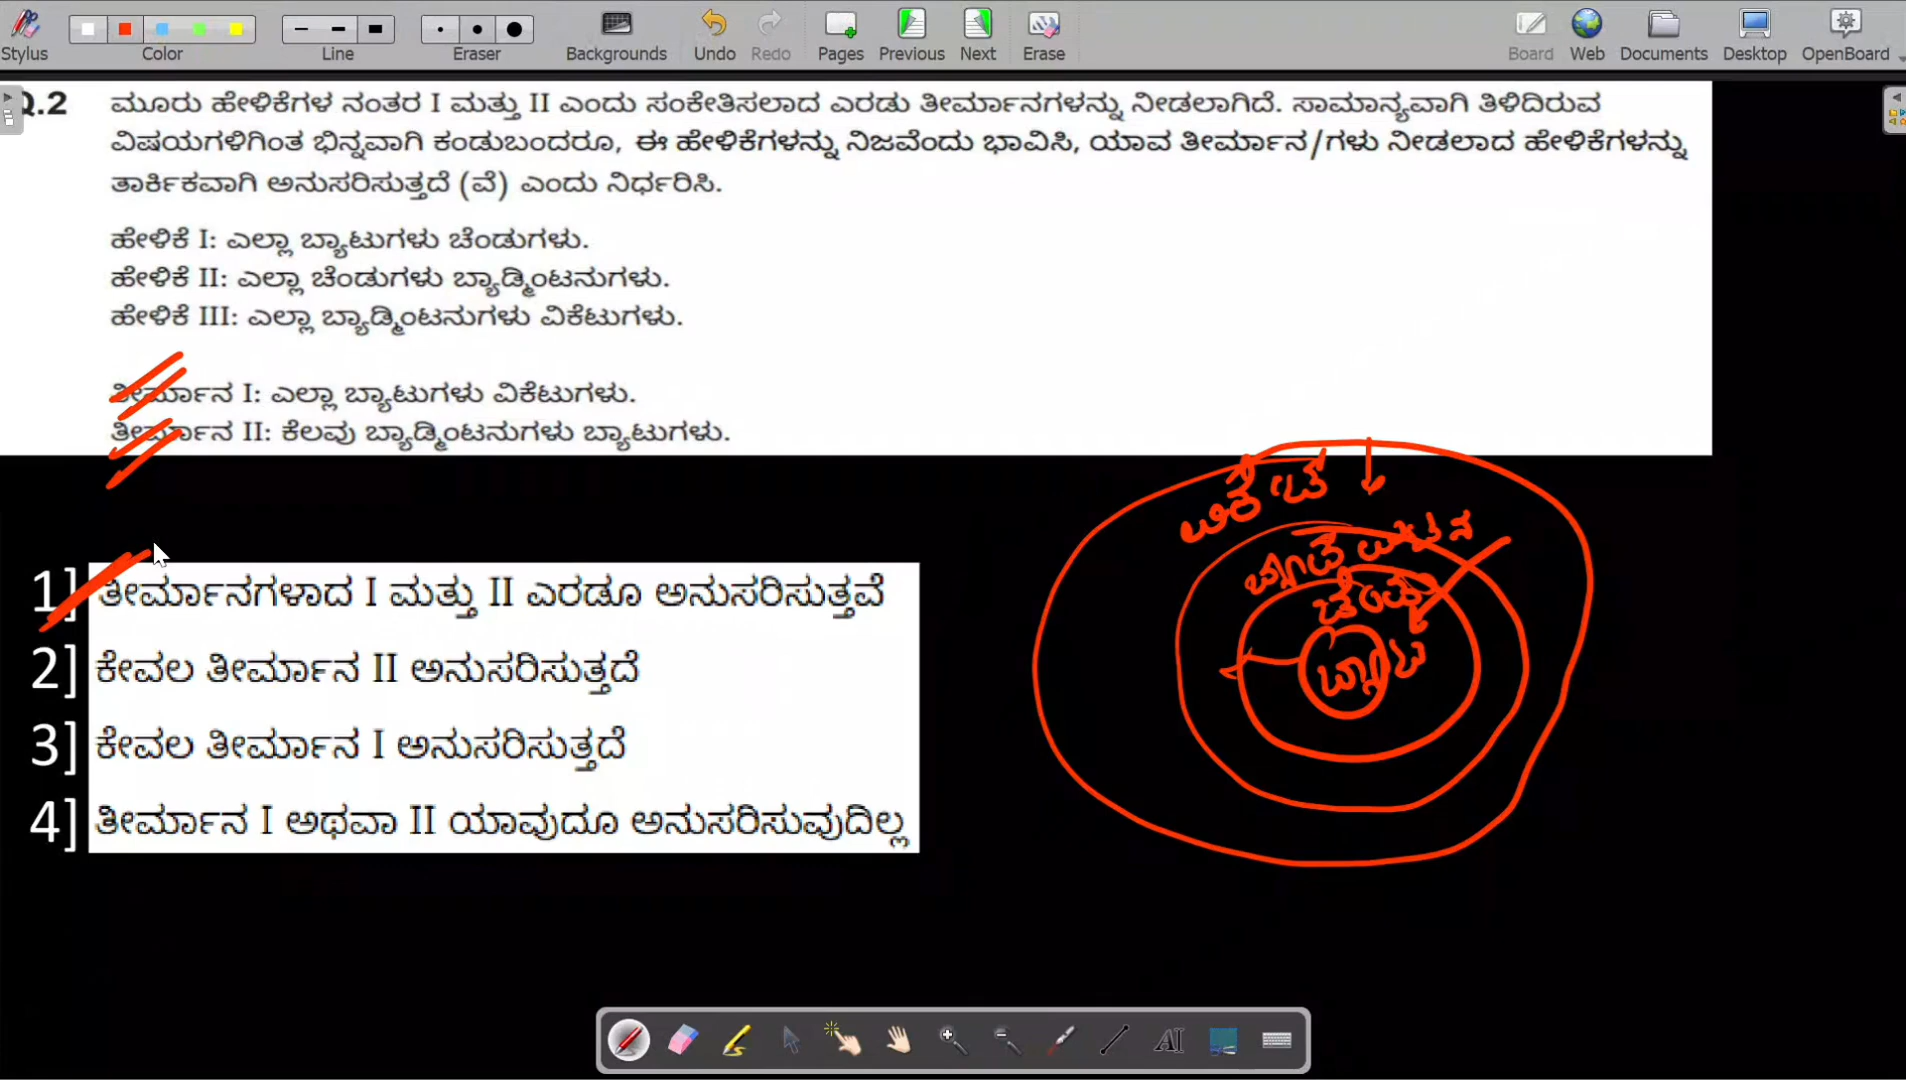 Stylus
Color
Line
Eraser
Backgrounds
Undo
Redo
Pages
Previous
Next
Erase
Board
Web
Documents
Desktop
OpenBoard
Q.2
ಮೂರು ಹೇಳಿಕೆಗಳ ನಂತರ I ಮತ್ತು II ಎಂದು ಸಂಕೇತಿಸಲಾದ ಎರಡು ತೀರ್ಮಾನಗಳನ್ನು ನೀಡಲಾಗಿದೆ. ಸಾಮಾನ್ಯವಾಗಿ ತಿಳಿದಿರುವ
ವಿಷಯಗಳಿಗಿಂತ ಭಿನ್ನವಾಗಿ ಕಂಡುಬಂದರೂ, ಈ ಹೇಳಿಕೆಗಳನ್ನು ನಿಜವೆಂದು ಭಾವಿಸಿ, ಯಾವ ತೀರ್ಮಾನ/ಗಳು ನೀಡಲಾದ ಹೇಳಿಕೆಗಳನ್ನು
ತಾರ್ಕಿಕವಾಗಿ ಅನುಸರಿಸುತ್ತದೆ (ವೆ) ಎಂದು ನಿರ್ಧರಿಸಿ.
ಹೇಳಿಕೆ I: ಎಲ್ಲಾ ಬ್ಯಾಟುಗಳು ಚೆಂಡುಗಳು.
ಹೇಳಿಕೆ II: ಎಲ್ಲಾ ಚೆಂಡುಗಳು ಬ್ಯಾಡ್ಮಿಂಟನುಗಳು.
ಹೇಳಿಕೆ III: ಎಲ್ಲಾ ಬ್ಯಾಡ್ಮಿಂಟನುಗಳು ವಿಕೆಟುಗಳು.
ತೀರ್ಮಾನ I: ಎಲ್ಲಾ ಬ್ಯಾಟುಗಳು ವಿಕೆಟುಗಳು.
ತೀರ್ಮಾನ II: ಕೆಲವು ಬ್ಯಾಡ್ಮಿಂಟನುಗಳು ಬ್ಯಾಟುಗಳು.
1] ತೀರ್ಮಾನಗಳಾದ I ಮತ್ತು II ಎರಡೂ ಅನುಸರಿಸುತ್ತವೆ
2] ಕೇವಲ ತೀರ್ಮಾನ II ಅನುಸರಿಸುತ್ತದೆ
3] ಕೇವಲ ತೀರ್ಮಾನ I ಅನುಸರಿಸುತ್ತದೆ
4] ತೀರ್ಮಾನ I ಅಥವಾ II ಯಾವುದೂ ಅನುಸರಿಸುವುದಿಲ್ಲ